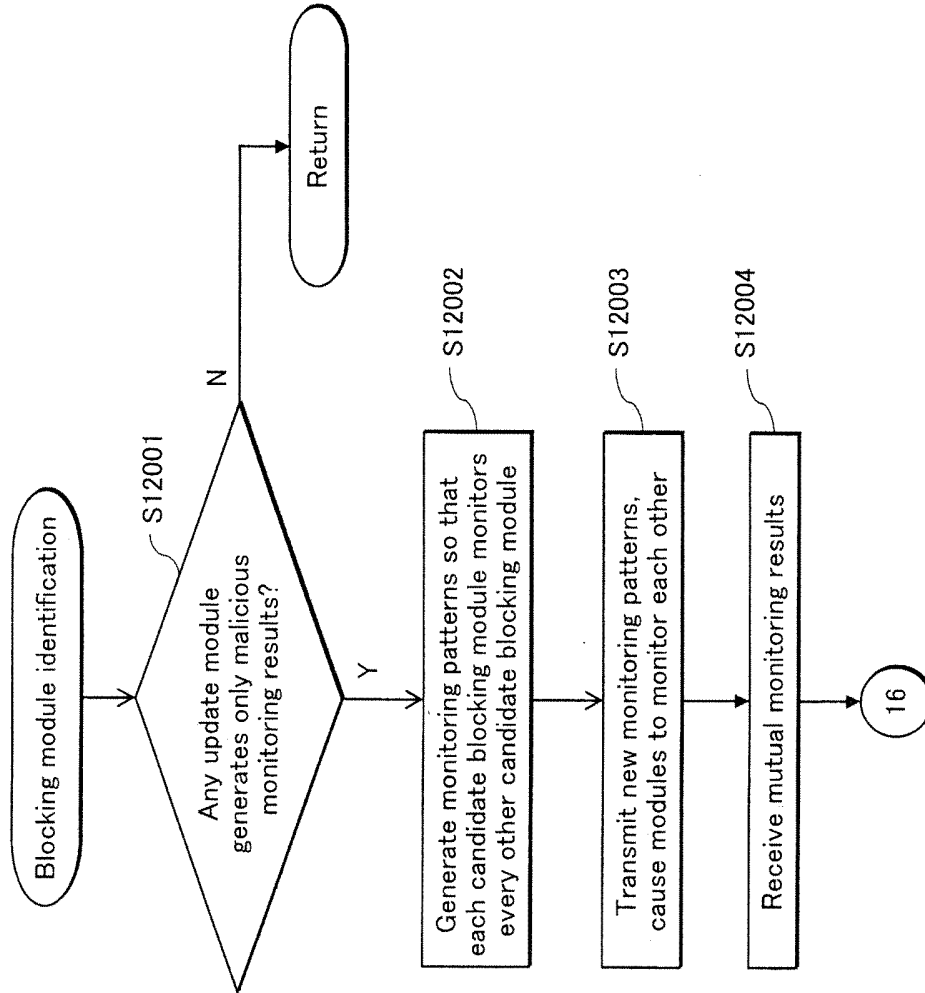 Blocking module identification
S12001
Any update module
generates only malicious
monitoring results?
N
Return
Y
S12002
Generate monitoring patterns so that
each candidate blocking module monitors
every other candidate blocking module
S12003
Transmit new monitoring patterns,
cause modules to monitor each other
S12004
Receive mutual monitoring results
16